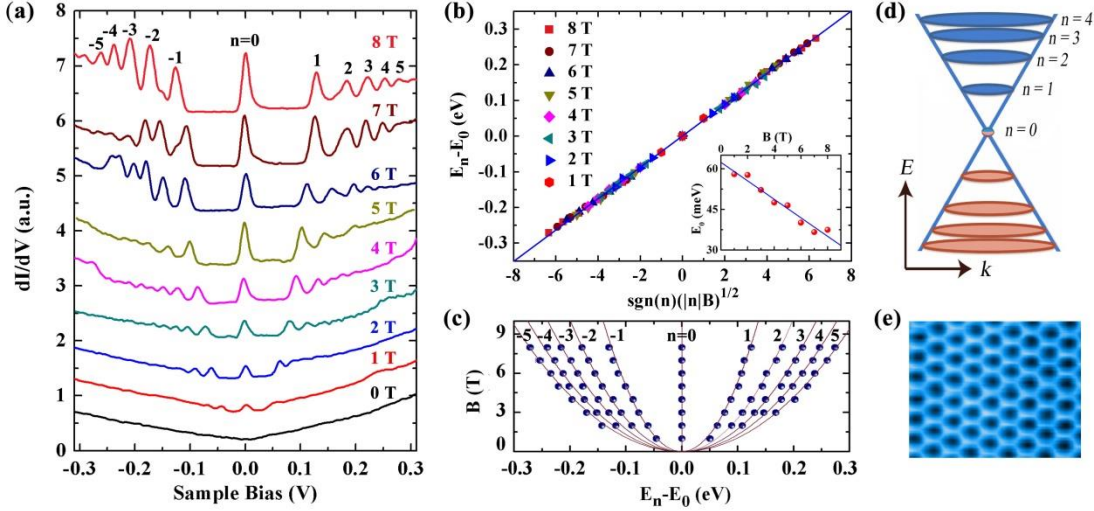 (a)
-5 -4 -3 -2 -1 n=0 1 2 3 4 5
8 T
7 T
6 T
5 T
4 T
3 T
2 T
1 T
0 T
8
7
6
5
4
3
2
1
0
dI/dV (a.u.)
-0.3 -0.2 -0.1 0.0 0.1 0.2 0.3
Sample Bias (V)
(b)
8 T
7 T
6 T
5 T
4 T
3 T
2 T
1 T
0.3
0.2
0.1
0.0
-0.1
-0.2
-0.3
Eₙ-E₀ (eV)
-8 -6 -4 -2 0 2 4 6 8
sgn(n)(|n|B)^1/2
B (T)
0 2 4 6 8
60
45
30
E₀ (meV)
(c)
-5 -4 -3 -2 -1 n=0 1 2 3 4 5
9
6
3
0
B (T)
-0.3 -0.2 -0.1 0.0 0.1 0.2 0.3
Eₙ-E₀ (eV)
(d)
n = 4
n = 3
n = 2
n = 1
n = 0
E
k
(e)